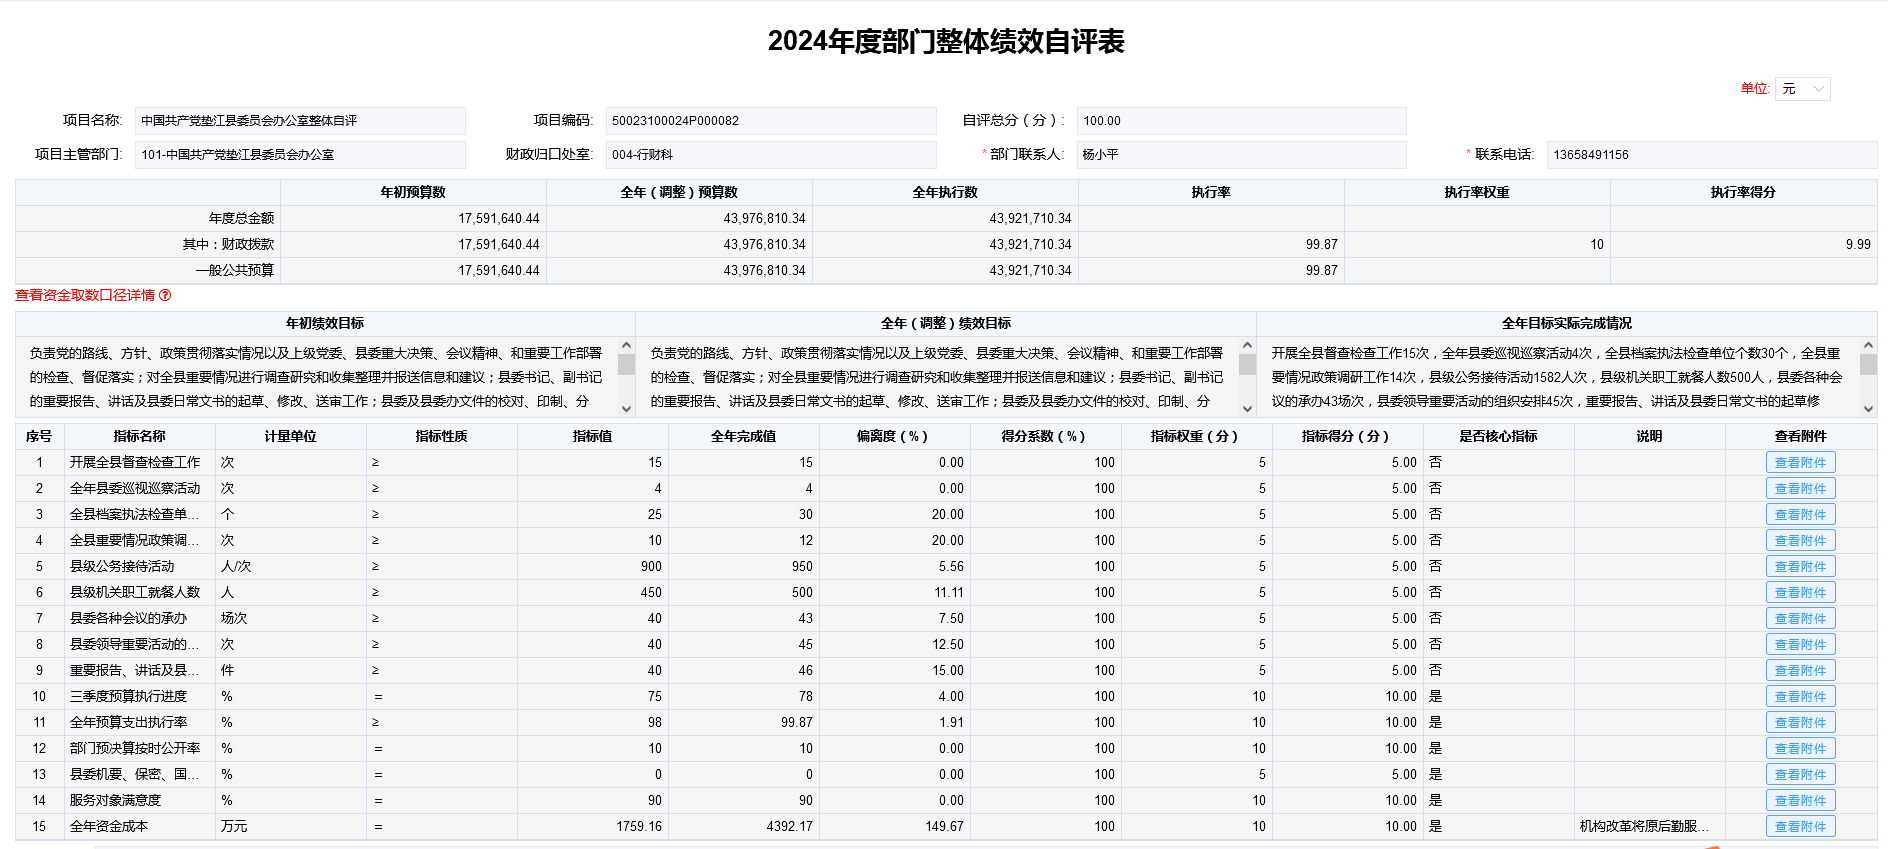 2024年度部门整体绩效自评表
单位: 元
项目名称: 中国共产党垫江县委员会办公室整体自评 项目编码: 50023100024P000082 自评总分（分）: 100.00
项目主管部门: 101-中国共产党垫江县委员会办公室 财政归口处室: 004-行财科 * 部门联系人: 杨小平 * 联系电话: 13658491156
年初预算数 全年（调整）预算数 全年执行数 执行率 执行率权重 执行率得分
年度总金额 17,591,640.44 43,976,810.34 43,921,710.34
其中：财政拨款 17,591,640.44 43,976,810.34 43,921,710.34 99.87 10 9.99
一般公共预算 17,591,640.44 43,976,810.34 43,921,710.34 99.87
查看资金取数口径详情
年初绩效目标 全年（调整）绩效目标 全年目标实际完成情况
负责党的路线、方针、政策贯彻落实情况以及上级党委、县委重大决策、会议精神、和重要工作部署
的检查、督促落实；对全县重要情况进行调查研究和收集整理并报送信息和建议；县委书记、副书记
的重要报告、讲话及县委日常文书的起草、修改、送审工作；县委及县委办文件的校对、印制、分
负责党的路线、方针、政策贯彻落实情况以及上级党委、县委重大决策、会议精神、和重要工作部署
的检查、督促落实；对全县重要情况进行调查研究和收集整理并报送信息和建议；县委书记、副书记
的重要报告、讲话及县委日常文书的起草、修改、送审工作；县委及县委办文件的校对、印制、分
开展全县督查检查工作15次，全年县委巡视巡察活动4次，全县档案执法检查单位个数30个，全县重
要情况政策调研工作14次，县级公务接待活动1582人次，县级机关职工就餐人数500人，县委各种会
议的承办43场次，县委领导重要活动的组织安排45次，重要报告、讲话及县委日常文书的起草修
序号 指标名称 计量单位 指标性质 指标值 全年完成值 偏离度（%） 得分系数（%） 指标权重（分） 指标得分（分） 是否核心指标 说明 查看附件
1 开展全县督查检查工作 次 ≥ 15 15 0.00 100 5 5.00 否 查看附件
2 全年县委巡视巡察活动 次 ≥ 4 4 0.00 100 5 5.00 否 查看附件
3 全县档案执法检查单... 个 ≥ 25 30 20.00 100 5 5.00 否 查看附件
4 全县重要情况政策调... 次 ≥ 10 12 20.00 100 5 5.00 否 查看附件
5 县级公务接待活动 人/次 ≥ 900 950 5.56 100 5 5.00 否 查看附件
6 县级机关职工就餐人数 人 ≥ 450 500 11.11 100 5 5.00 否 查看附件
7 县委各种会议的承办 场次 ≥ 40 43 7.50 100 5 5.00 否 查看附件
8 县委领导重要活动的... 次 ≥ 40 45 12.50 100 5 5.00 否 查看附件
9 重要报告、讲话及县... 件 ≥ 40 46 15.00 100 5 5.00 否 查看附件
10 三季度预算执行进度 % = 75 78 4.00 100 10 10.00 是 查看附件
11 全年预算支出执行率 % ≥ 98 99.87 1.91 100 10 10.00 是 查看附件
12 部门预决算按时公开率 % = 10 10 0.00 100 10 10.00 是 查看附件
13 县委机要、保密、国... % = 0 0 0.00 100 5 5.00 是 查看附件
14 服务对象满意度 % = 90 90 0.00 100 10 10.00 是 查看附件
15 全年资金成本 万元 = 1759.16 4392.17 149.67 100 10 10.00 是 机构改革将原后勤服... 查看附件